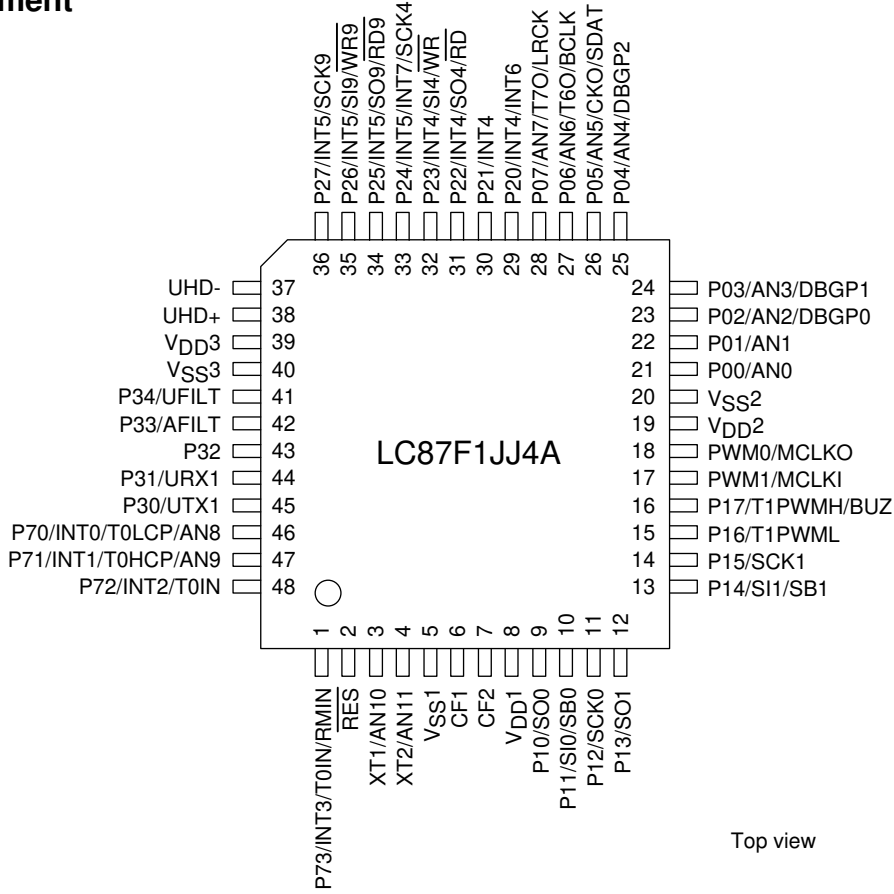 ment
P27/INT5/SCK9
P26/INT5/SI9/WR9
P25/INT5/SO9/RD9
P24/INT5/INT7/SCK4
P23/INT4/SI4/WR
P22/INT4/SO4/RD
P21/INT4
P20/INT4/INT6
P07/AN7/T7O/LRCK
P06/AN6/T6O/BCLK
P05/AN5/CKO/SDAT
P04/AN4/DBGP2
36 35 34 33 32 31 30 29 28 27 26 25
UHD- 37
UHD+ 38
VDD3 39
VSS3 40
P34/UFILT 41
P33/AFILT 42
P32 43
P31/URX1 44
P30/UTX1 45
P70/INT0/T0LCP/AN8 46
P71/INT1/T0HCP/AN9 47
P72/INT2/T0IN 48
LC87F1JJ4A
24 P03/AN3/DBGP1
23 P02/AN2/DBGP0
22 P01/AN1
21 P00/AN0
20 VSS2
19 VDD2
18 PWM0/MCLKO
17 PWM1/MCLKI
16 P17/T1PWMH/BUZ
15 P16/T1PWML
14 P15/SCK1
13 P14/SI1/SB1
1 2 3 4 5 6 7 8 9 10 11 12
P73/INT3/T0IN/RMIN
RES
XT1/AN10
XT2/AN11
VSS1
CF1
CF2
VDD1
P10/SO0
P11/SI0/SB0
P12/SCK0
P13/SO1
Top view